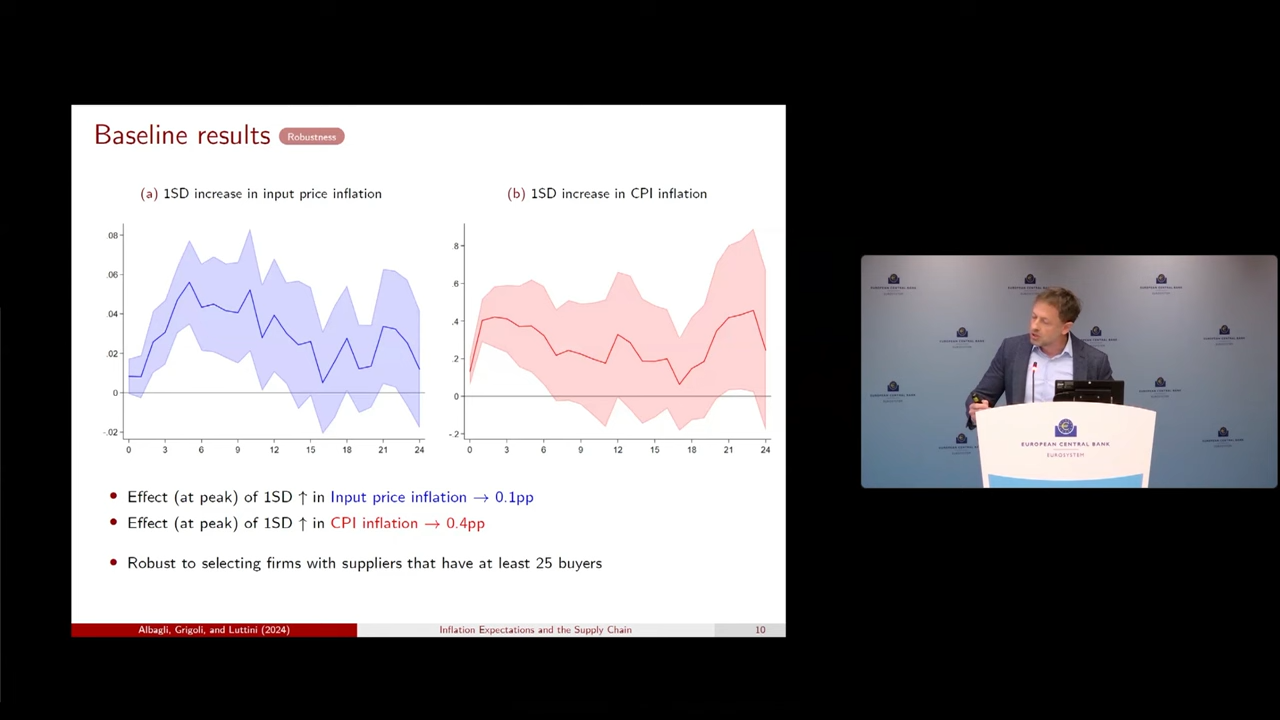 Baseline results Robustness
(a) 1SD increase in input price inflation
.08
.06
.04
.02
0
-.02
0 3 6 9 12 15 18 21 24
(b) 1SD increase in CPI inflation
.8
.6
.4
.2
0
-.2
0 3 6 9 12 15 18 21 24
• Effect (at peak) of 1SD ↑ in Input price inflation → 0.1pp
• Effect (at peak) of 1SD ↑ in CPI inflation → 0.4pp
• Robust to selecting firms with suppliers that have at least 25 buyers
Albagli, Grigoli, and Luttini (2024) Inflation Expectations and the Supply Chain 10
EUROPEAN CENTRAL BANK
EUROSYSTEM